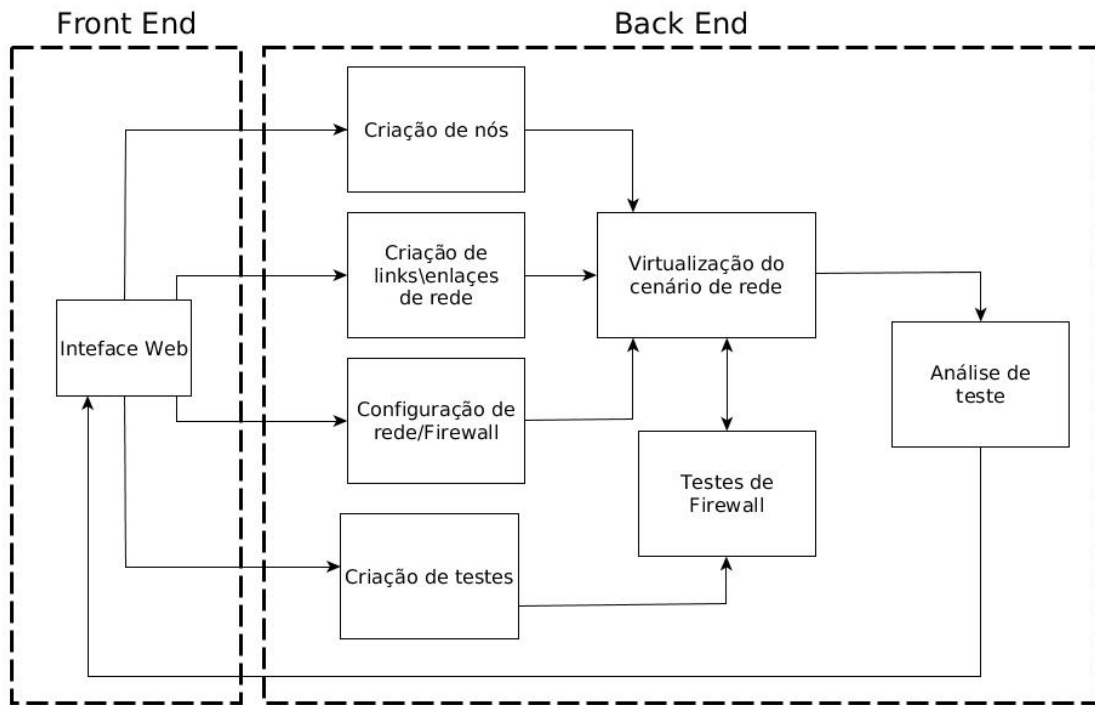 Front End
Back End
Criação de nós
Criação de
links\enlaçes
de rede
Virtualização do
cenário de rede
Inteface Web
Configuração de
rede/Firewall
Análise de
teste
Testes de
Firewall
Criação de testes